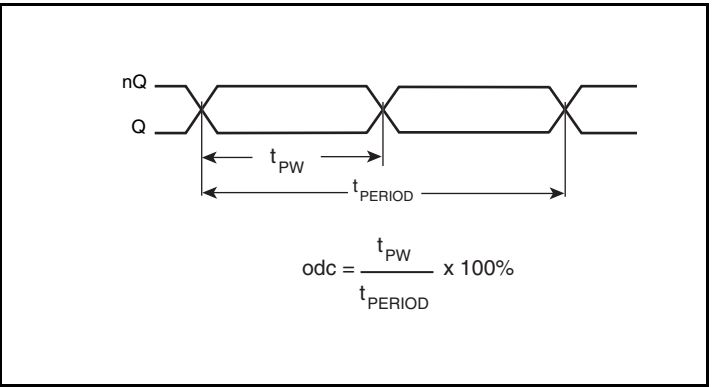 nQ
Q
tPW
tPERIOD
odc = tPW / tPERIOD x 100%